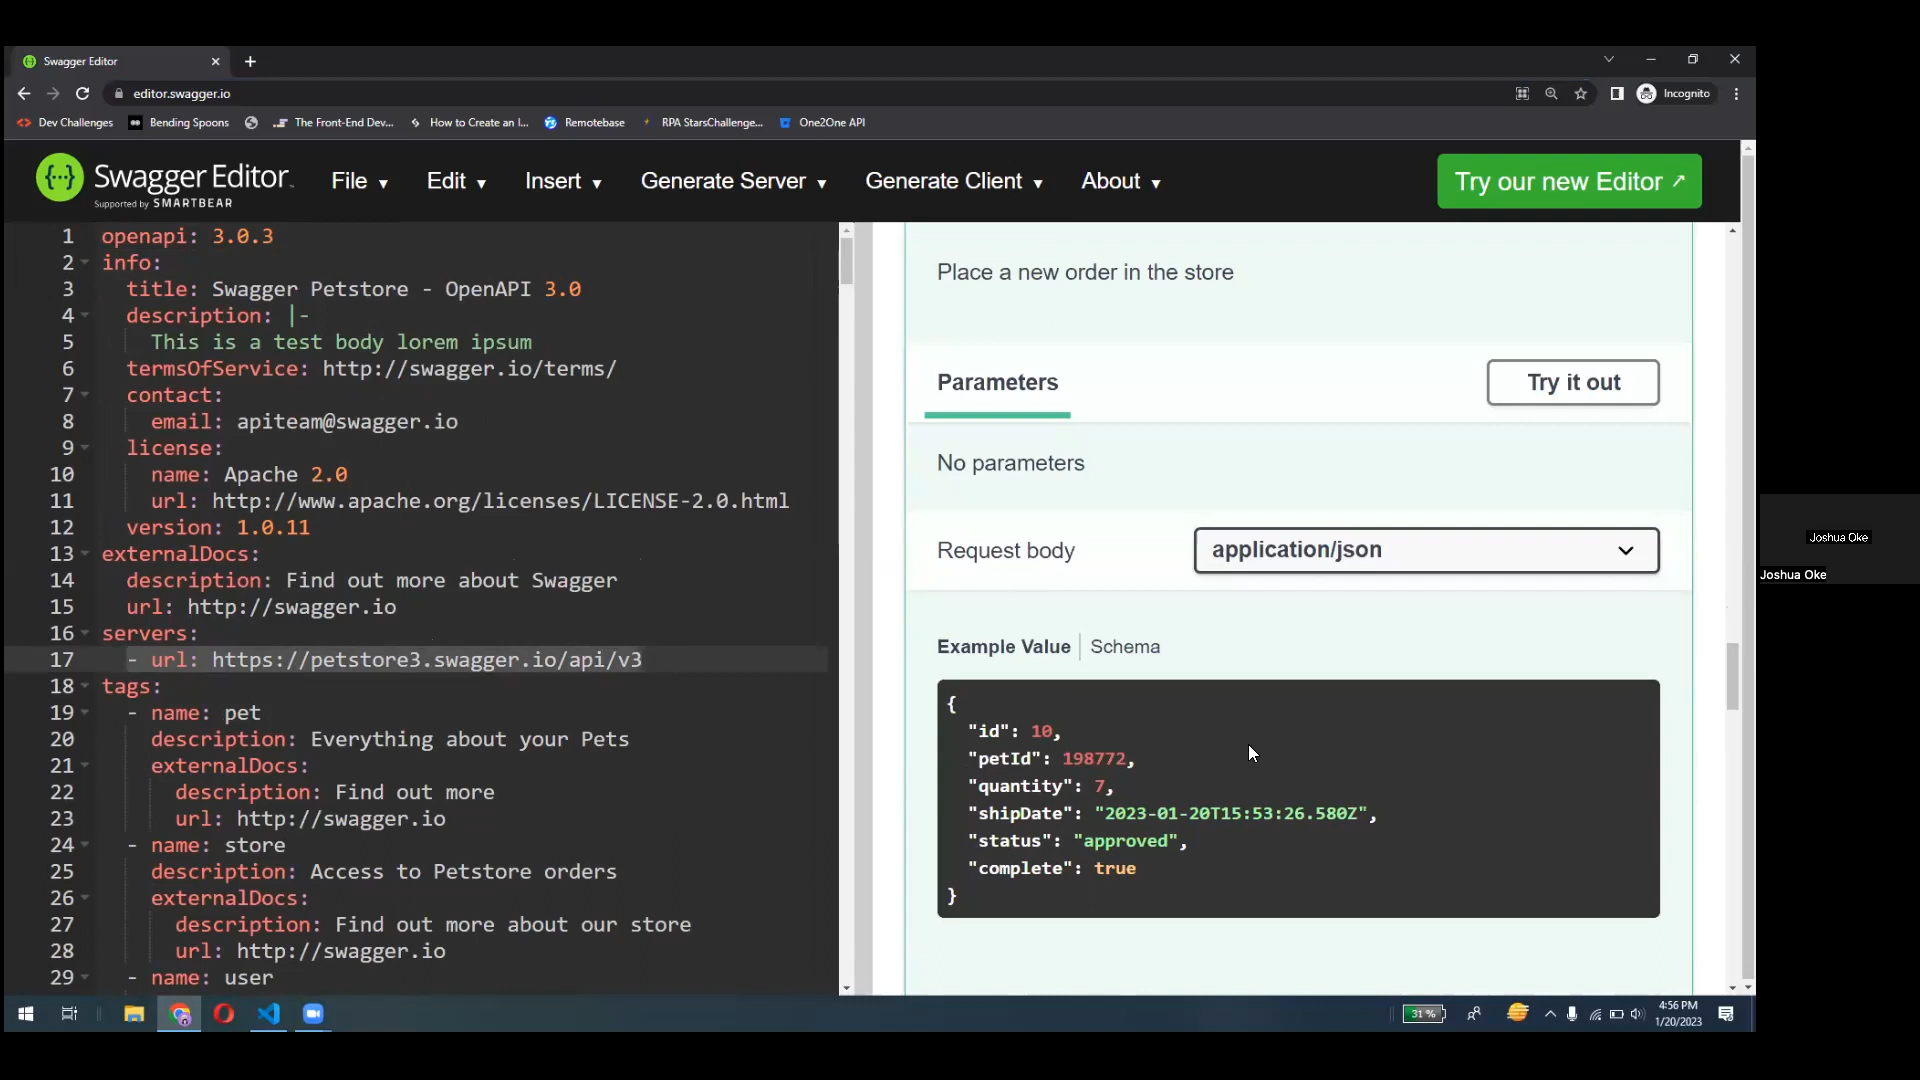 Swagger Editor
editor.swagger.io
Incognito
Dev Challenges
Bending Spoons
The Front-End Dev...
How to Create an I...
Remotebase
RPA StarsChallenge...
One2One API
Swagger Editor
Supported by SMARTBEAR
File
Edit
Insert
Generate Server
Generate Client
About
Try our new Editor
1 openapi: 3.0.3
2 info:
3 title: Swagger Petstore - OpenAPI 3.0
4 description: |-
5 This is a test body lorem ipsum
6 termsOfService: http://swagger.io/terms/
7 contact:
8 email: apiteam@swagger.io
9 license:
10 name: Apache 2.0
11 url: http://www.apache.org/licenses/LICENSE-2.0.html
12 version: 1.0.11
13 externalDocs:
14 description: Find out more about Swagger
15 url: http://swagger.io
16 servers:
17 - url: https://petstore3.swagger.io/api/v3
18 tags:
19 - name: pet
20 description: Everything about your Pets
21 externalDocs:
22 description: Find out more
23 url: http://swagger.io
24 - name: store
25 description: Access to Petstore orders
26 externalDocs:
27 description: Find out more about our store
28 url: http://swagger.io
29 - name: user
Place a new order in the store
Parameters
Try it out
No parameters
Request body
application/json
Example Value
Schema
{
"id": 10,
"petId": 198772,
"quantity": 7,
"shipDate": "2023-01-20T15:53:26.580Z",
"status": "approved",
"complete": true
}
Joshua Oke
Joshua Oke
31 %
4:56 PM
1/20/2023